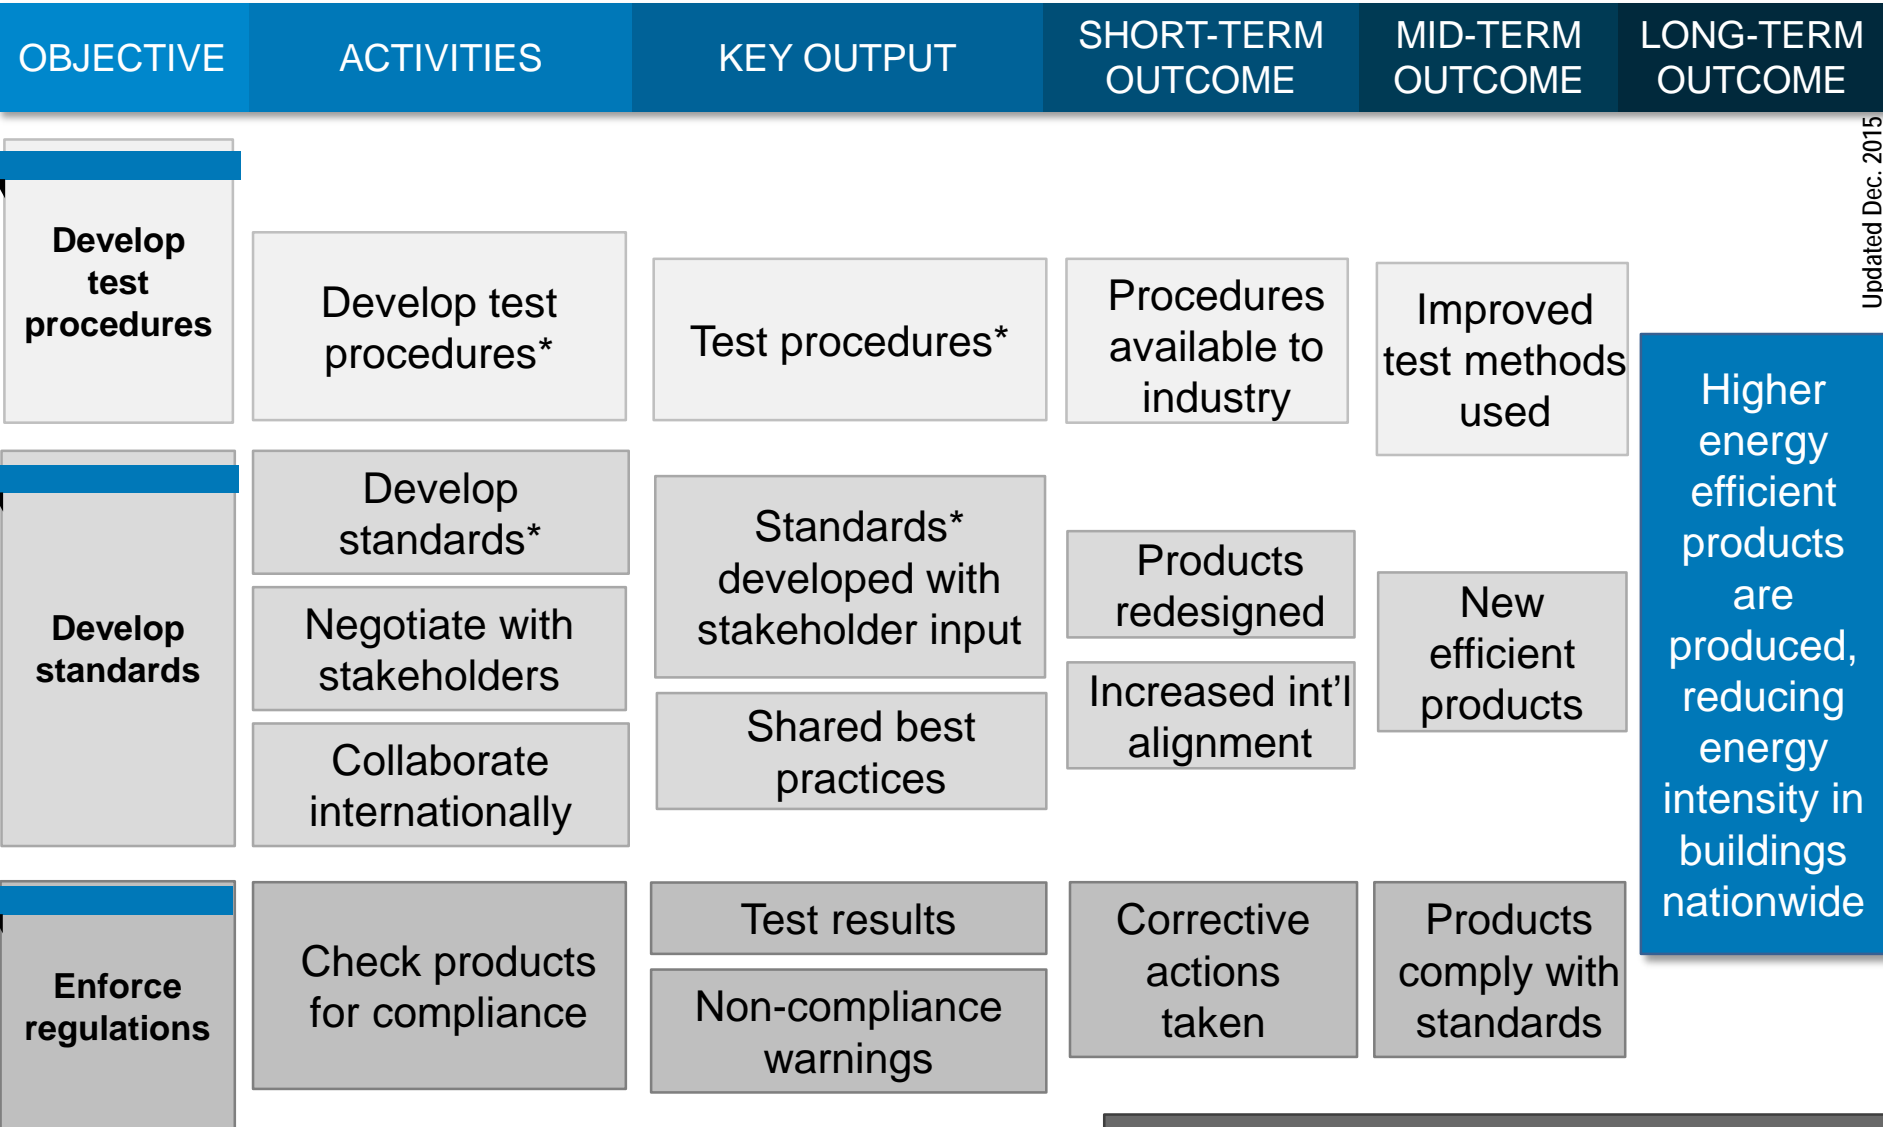 OBJECTIVE
ACTIVITIES
KEY OUTPUT
SHORT-TERM
OUTCOME
MID-TERM
OUTCOME
LONG-TERM
OUTCOME
Updated Dec. 2015
Develop
test
procedures
Develop test
procedures*
Test procedures*
Procedures
available to
industry
Improved
test methods
used
Develop
standards
Develop
standards*
Negotiate with
stakeholders
Collaborate
internationally
Standards*
developed with
stakeholder input
Shared best
practices
Products
redesigned
Increased int’l
alignment
New
efficient
products
Enforce
regulations
Check products
for compliance
Test results
Non-compliance
warnings
Corrective
actions
taken
Products
comply with
standards
Higher
energy
efficient
products
are
produced,
reducing
energy
intensity in
buildings
nationwide